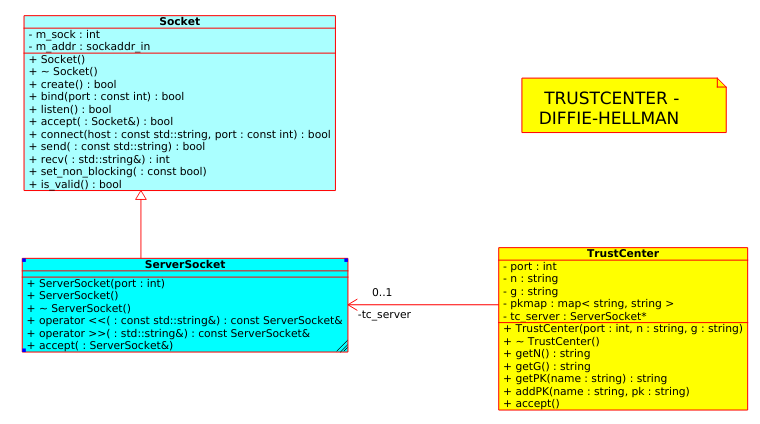 Socket
- m_sock : int
- m_addr : sockaddr_in
+ Socket()
+ ~ Socket()
+ create() : bool
+ bind(port : const int) : bool
+ listen() : bool
+ accept( : Socket&) : bool
+ connect(host : const std::string, port : const int) : bool
+ send( : const std::string) : bool
+ recv( : std::string&) : int
+ set_non_blocking( : const bool)
+ is_valid() : bool
TRUSTCENTER -
DIFFIE-HELLMAN
ServerSocket
+ ServerSocket(port : int)
+ ServerSocket()
+ ~ ServerSocket()
+ operator <<( : const std::string&) : const ServerSocket&
+ operator >>( : std::string&) : const ServerSocket&
+ accept( : ServerSocket&)
0..1
-tc_server
TrustCenter
- port : int
- n : string
- g : string
- pkmap : map< string, string >
- tc_server : ServerSocket*
+ TrustCenter(port : int, n : string, g : string)
+ ~ TrustCenter()
+ getN() : string
+ getG() : string
+ getPK(name : string) : string
+ addPK(name : string, pk : string)
+ accept()